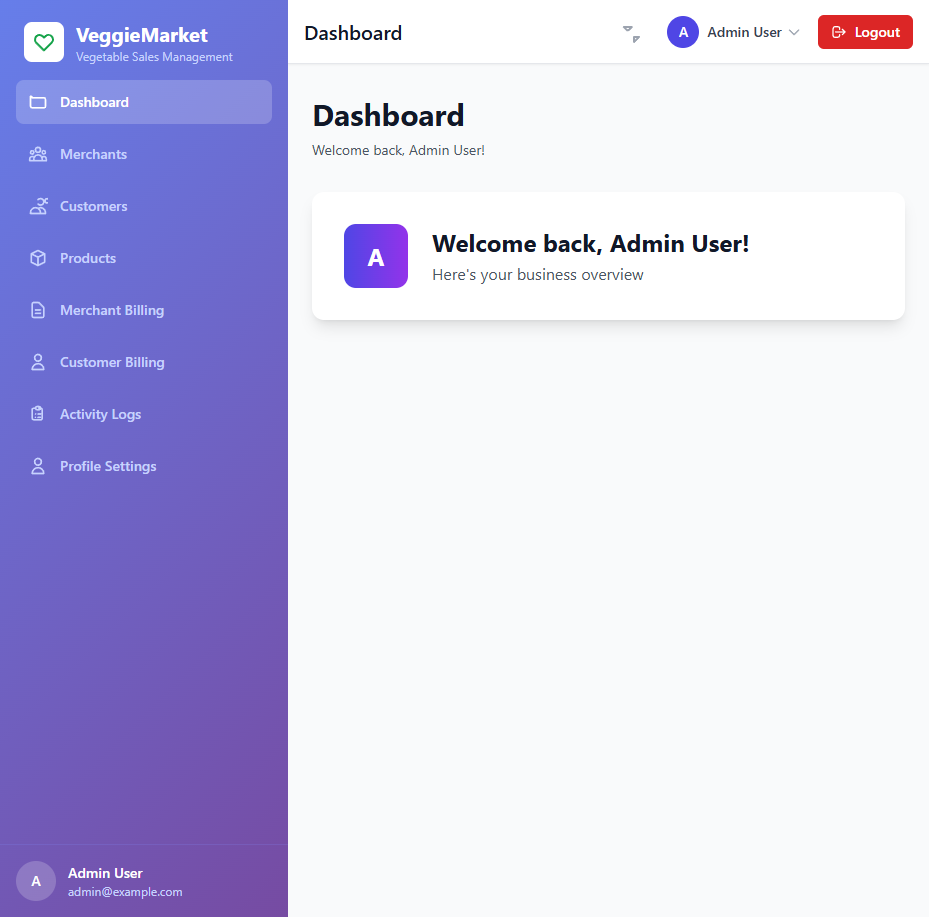 VeggieMarket
Vegetable Sales Management
Dashboard
Merchants
Customers
Products
Merchant Billing
Customer Billing
Activity Logs
Profile Settings
A
Admin User
admin@example.com
Dashboard
A
Admin User
Logout
Dashboard
Welcome back, Admin User!
A
Welcome back, Admin User!
Here's your business overview